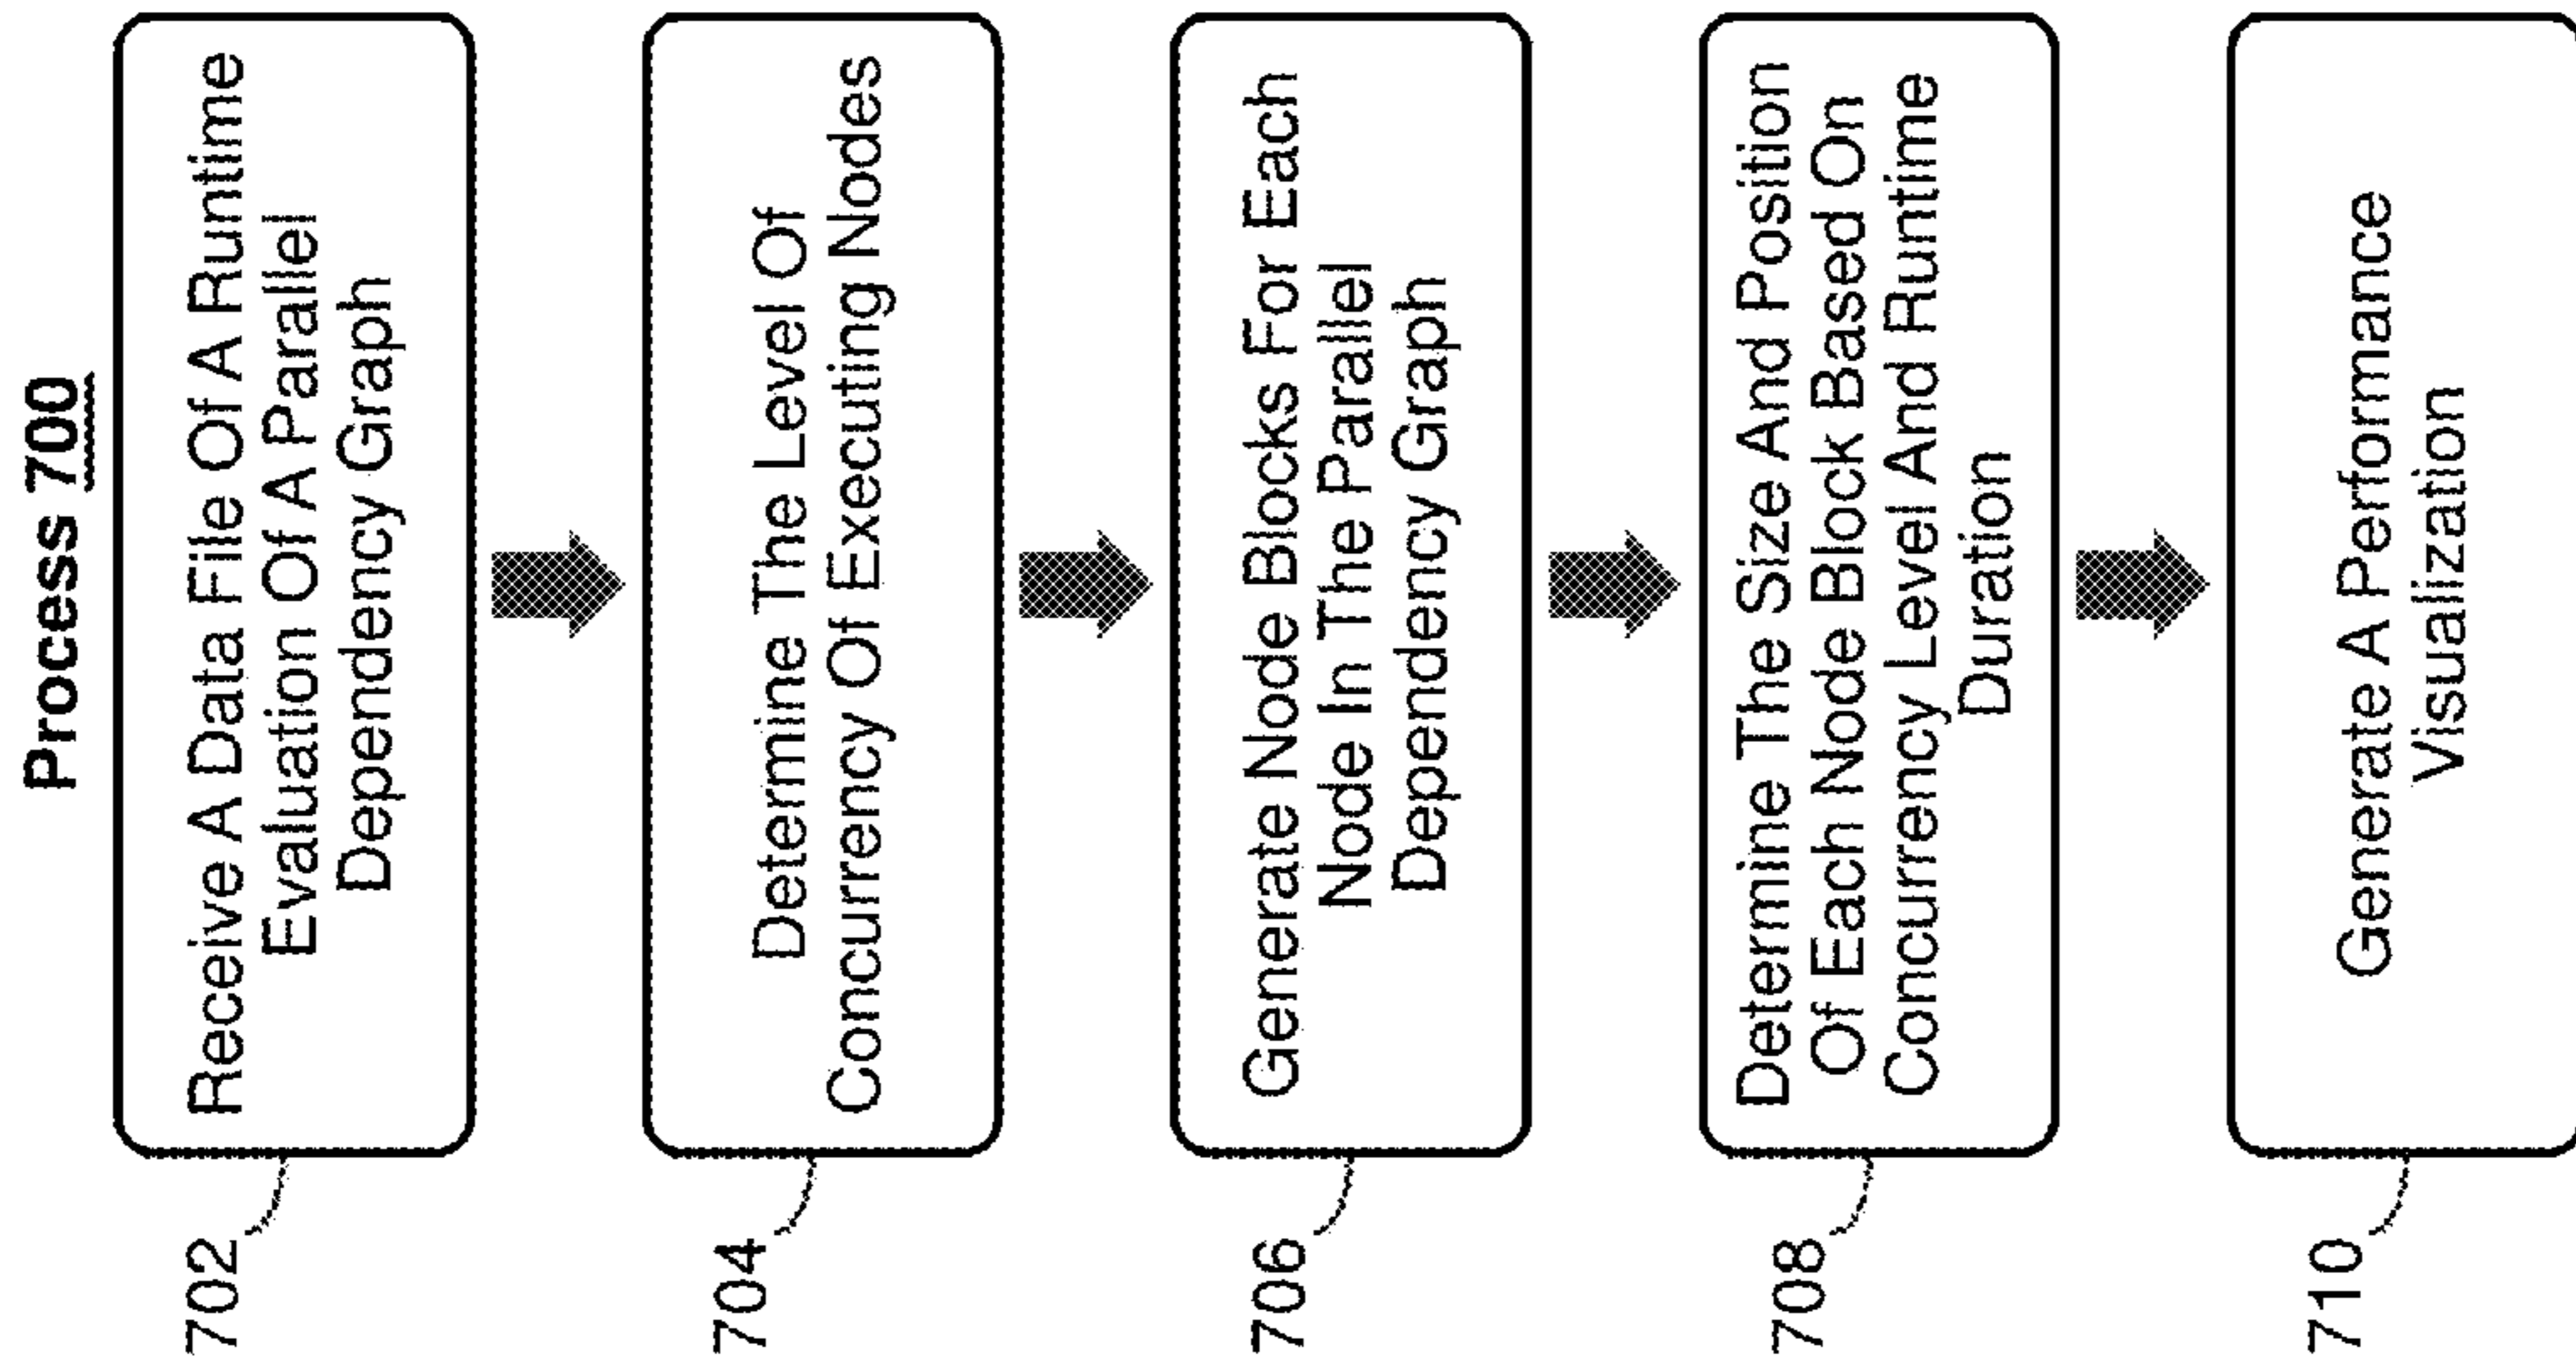 Process 700
702
Receive A Data File Of A Runtime
Evaluation Of A Parallel
Dependency Graph
704
Determine The Level Of
Concurrency Of Executing Nodes
706
Generate Node Blocks For Each
Node In The Parallel
Dependency Graph
708
Determine The Size And Position
Of Each Node Block Based On
Concurrency Level And Runtime
Duration
710
Generate A Performance
Visualization